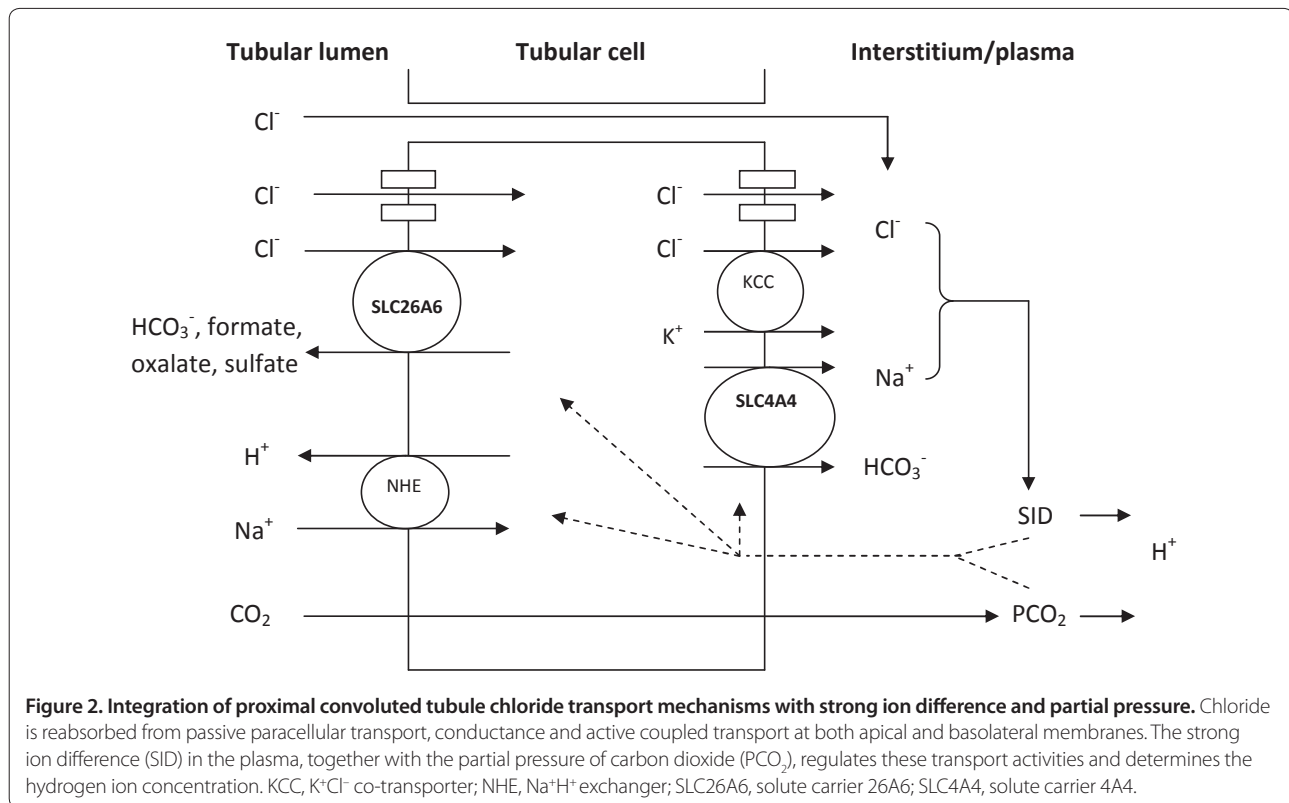 Tubular lumen Tubular cell Interstitium/plasma
Cl⁻
Cl⁻ Cl⁻
Cl⁻
Cl⁻ Cl⁻
KCC
SLC26A6
HCO₃⁻, formate,
oxalate, sulfate
K⁺
Na⁺
SLC4A4
H⁺
HCO₃⁻
NHE
Na⁺
SID
H⁺
CO₂ PCO₂
Figure 2. Integration of proximal convoluted tubule chloride transport mechanisms with strong ion difference and partial pressure. Chloride
is reabsorbed from passive paracellular transport, conductance and active coupled transport at both apical and basolateral membranes. The strong
ion difference (SID) in the plasma, together with the partial pressure of carbon dioxide (PCO₂), regulates these transport activities and determines the
hydrogen ion concentration. KCC, K⁺Cl⁻ co-transporter; NHE, Na⁺H⁺ exchanger; SLC26A6, solute carrier 26A6; SLC4A4, solute carrier 4A4.